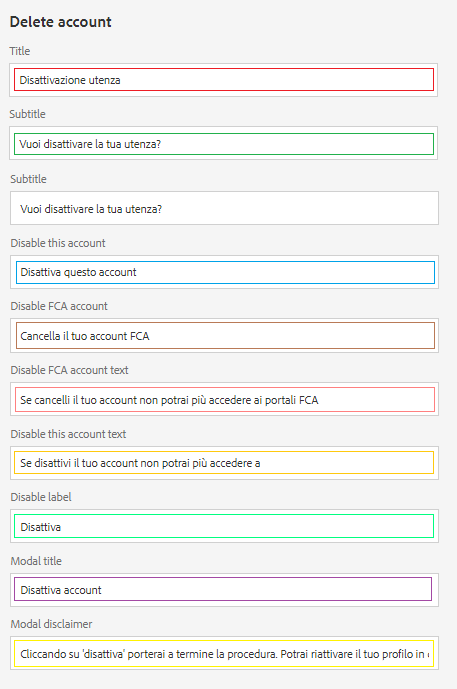 Delete account
Title
Disattivazione utenza
Subtitle
Vuoi disattivare la tua utenza?
Subtitle
Vuoi disattivare la tua utenza?
Disable this account
Disattiva questo account
Disable FCA account
Cancella il tuo account FCA
Disable FCA account text
Se cancelli il tuo account non potrai più accedere ai portali FCA
Disable this account text
Se disattivi il tuo account non potrai più accedere a
Disable label
Disattiva
Modal title
Disattiva account
Modal disclaimer
Cliccando su 'disattiva' porterai a termine la procedura. Potrai riattivare il tuo profilo in